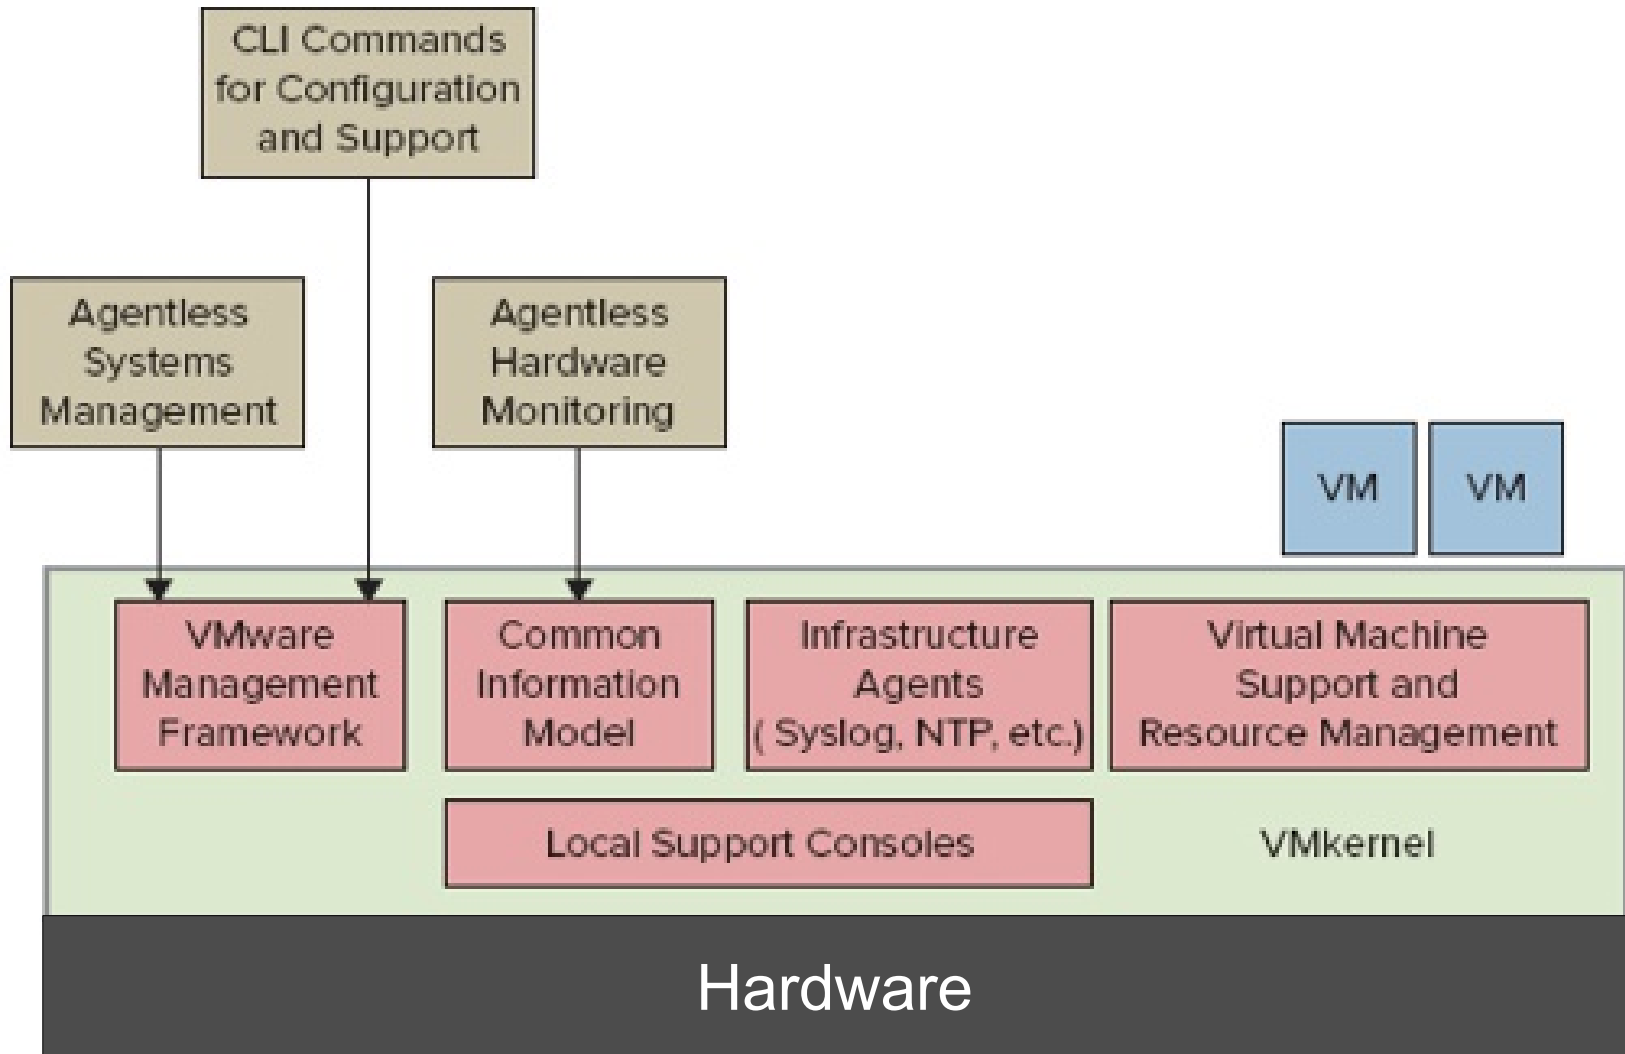 CLI Commands
for Configuration
and Support
Agentless
Systems
Management
Agentless
Hardware
Monitoring
VM
VM
VMware
Management
Framework
Common
Information
Model
Infrastructure
Agents
( Syslog, NTP, etc.)
Virtual Machine
Support and
Resource Management
Local Support Consoles
VMkernel
Hardware